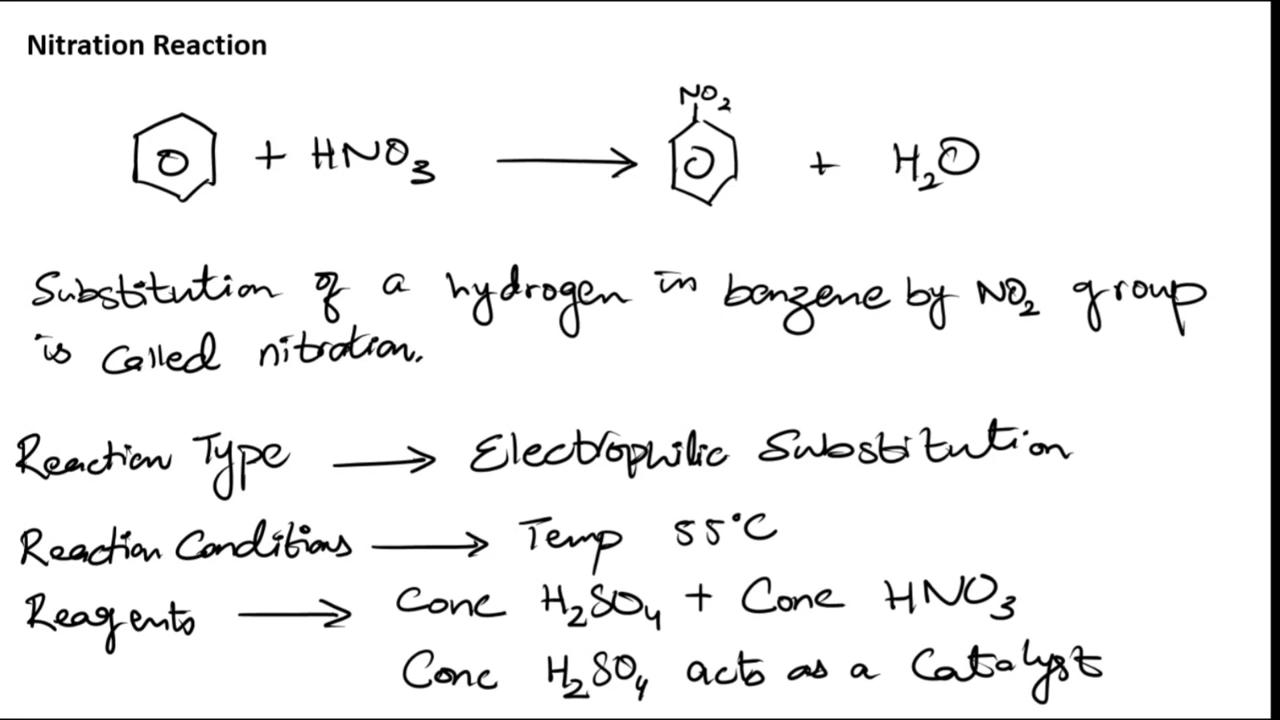 Nitration Reaction
NO₂
+ HNO₃ ⟶ + H₂O
Substitution of a hydrogen in benzene by NO₂ group
is called nitration.
Reaction Type ⟶ Electrophilic Substitution
Reaction Conditions ⟶ Temp 55°C
Reagents ⟶ Conc H₂SO₄ + Conc HNO₃
Conc H₂SO₄ acts as a Catalyst